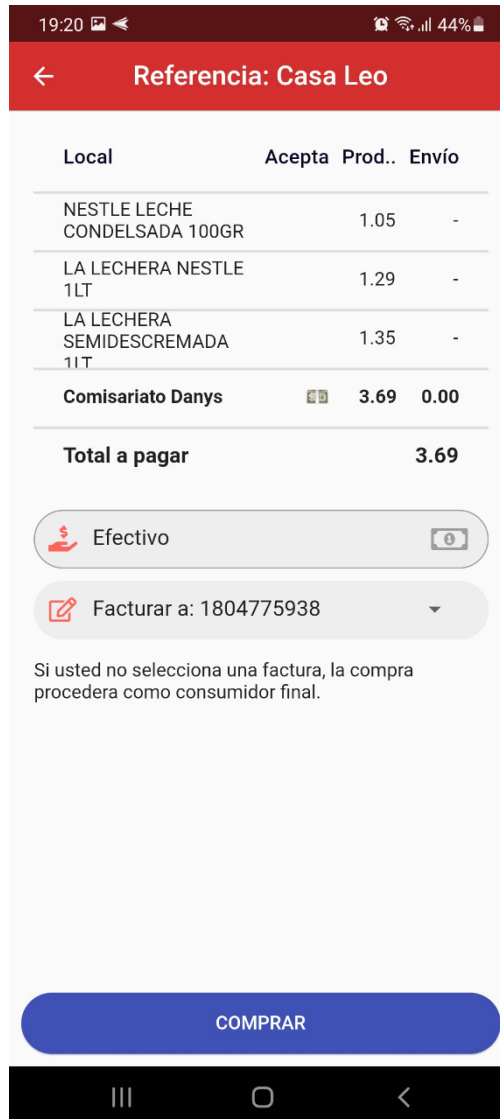 19:20 44%
Referencia: Casa Leo
Local Acepta Prod.. Envío
NESTLE LECHE
CONDELSADA 100GR 1.05 -
LA LECHERA NESTLE
1LT 1.29 -
LA LECHERA
SEMIDESCREMADA 1.35 -
1LT
Comisariato Danys 3.69 0.00
Total a pagar 3.69
Efectivo
Facturar a: 1804775938
Si usted no selecciona una factura, la compra
procedera como consumidor final.
COMPRAR